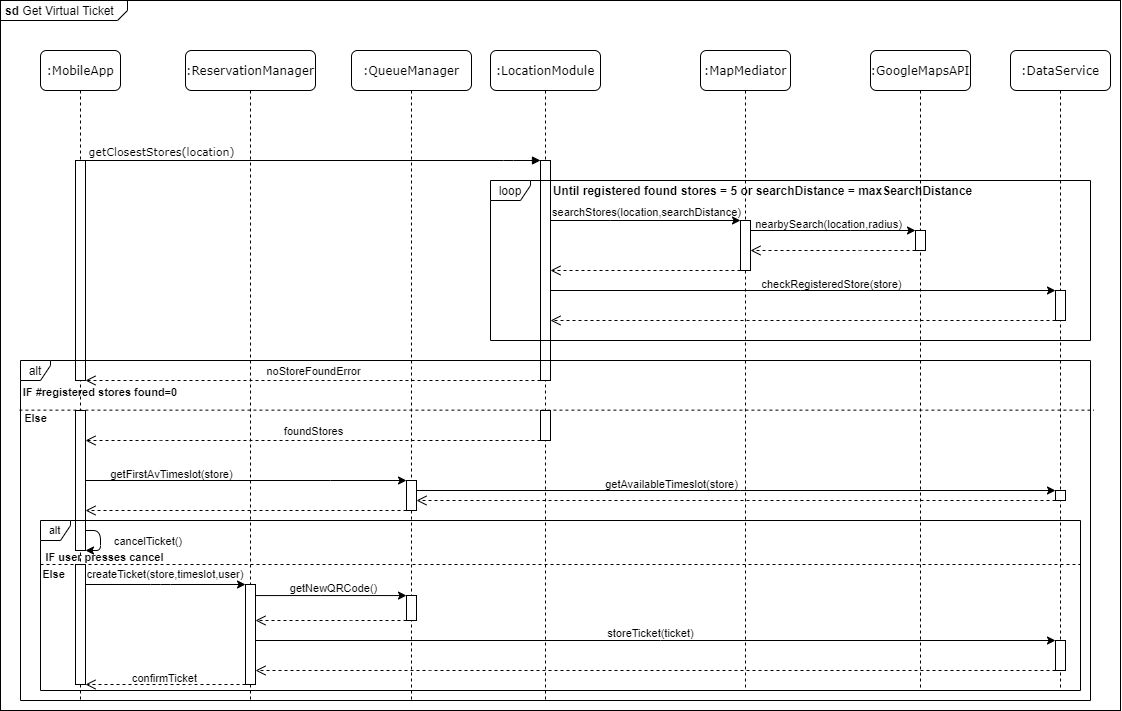 sd Get Virtual Ticket
:MobileApp
:ReservationManager
:QueueManager
:LocationModule
:MapMediator
:GoogleMapsAPI
:DataService
getClosestStores(location)
loop
Until registered found stores = 5 or searchDistance = maxSearchDistance
searchStores(location,searchDistance)
nearbySearch(location,radius)
checkRegisteredStore(store)
alt
noStoreFoundError
IF #registered stores found=0
Else
foundStores
getFirstAvTimeslot(store)
getAvailableTimeslot(store)
alt
cancelTicket()
IF user presses cancel
Else
createTicket(store,timeslot,user)
getNewQRCode()
storeTicket(ticket)
confirmTicket